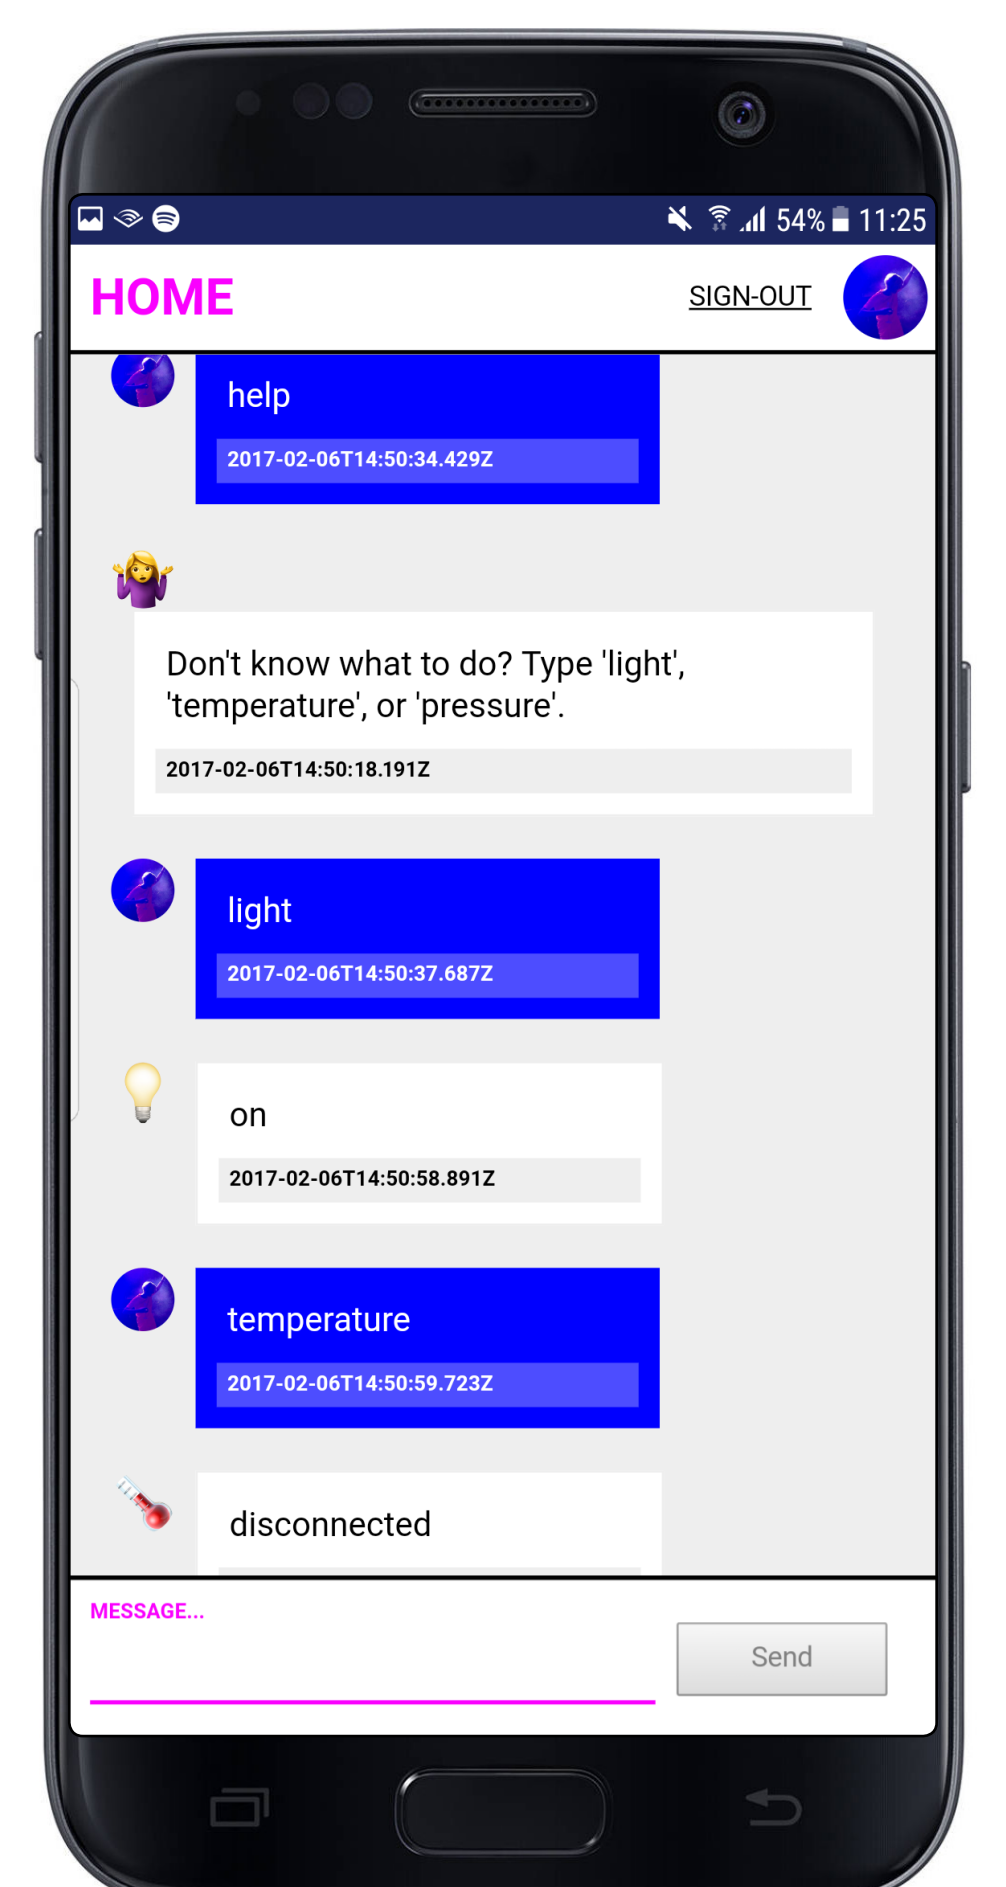 54% 11:25
HOME
SIGN-OUT
help
2017-02-06T14:50:34.429Z
Don't know what to do? Type 'light',
'temperature', or 'pressure'.
2017-02-06T14:50:18.191Z
light
2017-02-06T14:50:37.687Z
on
2017-02-06T14:50:58.891Z
temperature
2017-02-06T14:50:59.723Z
disconnected
MESSAGE...
Send